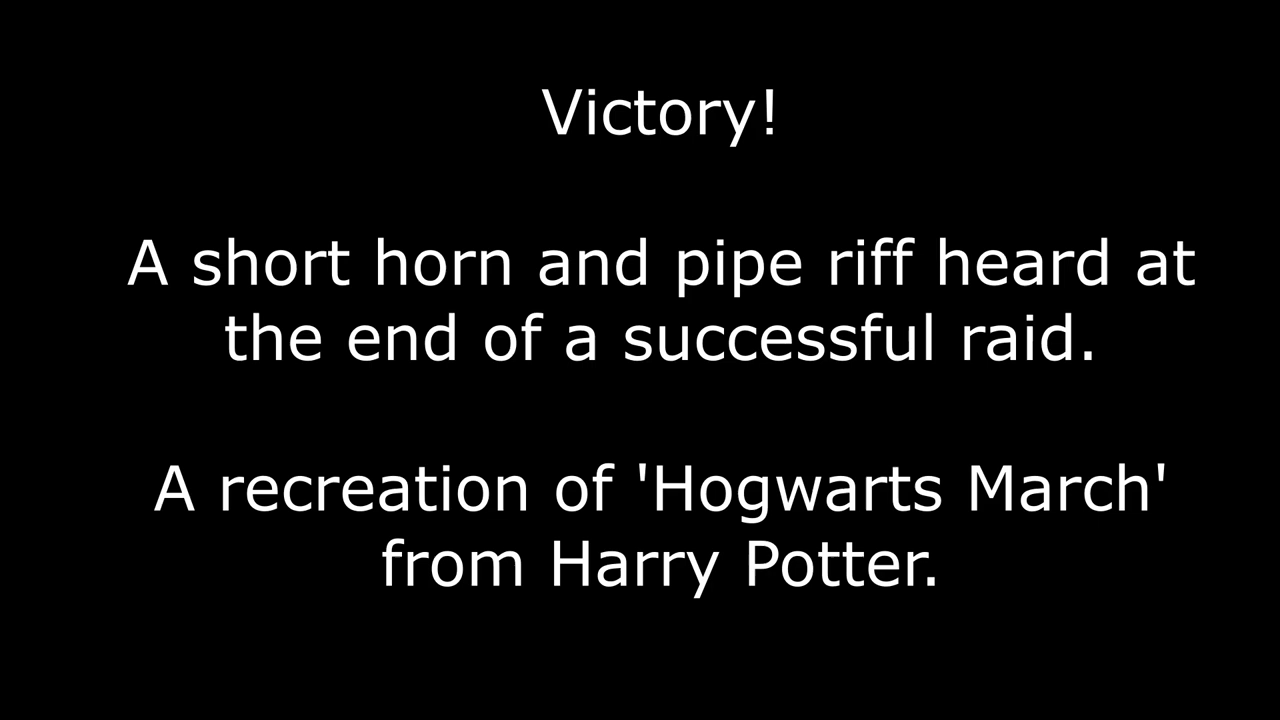 Victory!
A short horn and pipe riff heard at
the end of a successful raid.
A recreation of 'Hogwarts March'
from Harry Potter.